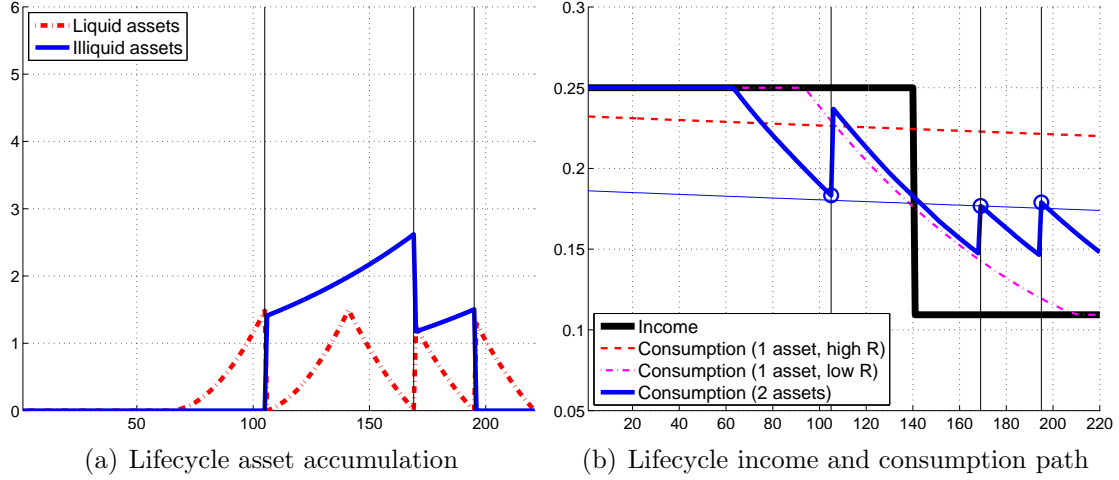 Liquid assets
Illiquid assets
6
5
4
3
2
1
0
50 100 150 200
(a) Lifecycle asset accumulation
0.3
0.25
0.2
0.15
0.1
0.05
Income
Consumption (1 asset, high R)
Consumption (1 asset, low R)
Consumption (2 assets)
20 40 60 80 100 120 140 160 180 200 220
(b) Lifecycle income and consumption path